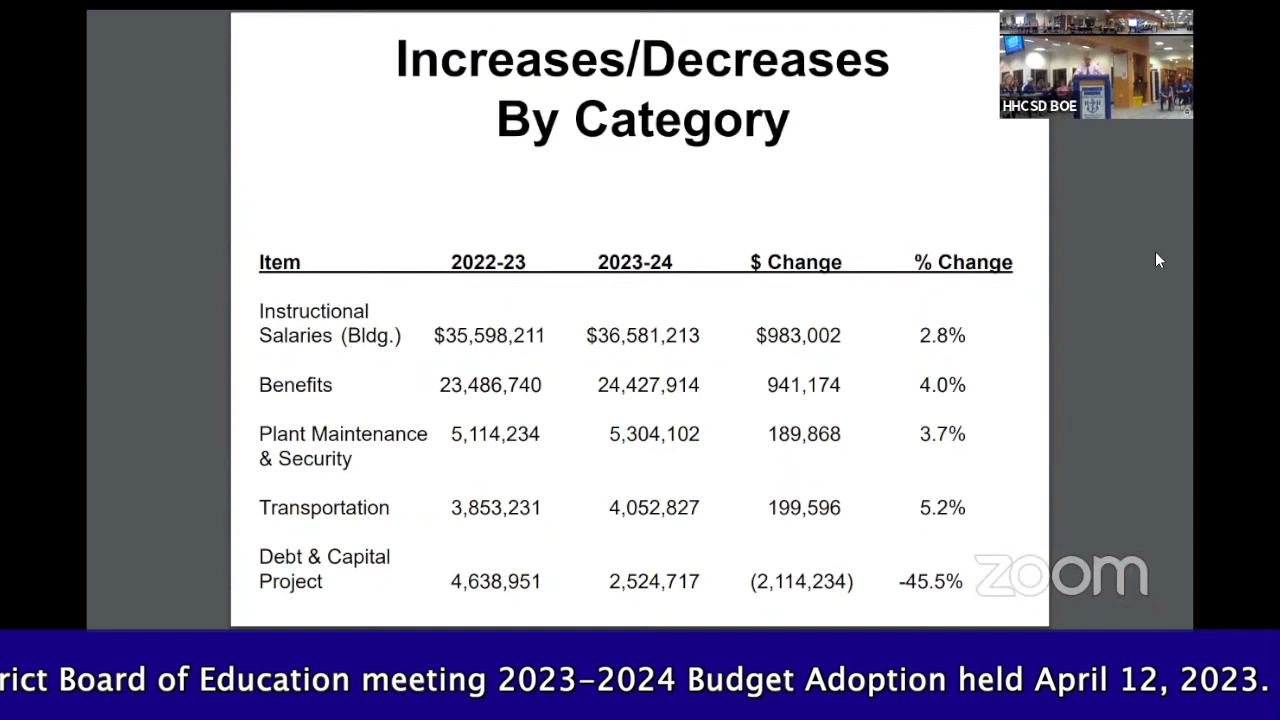 Increases/Decreases
By Category
HHCSD BOE
Item 2022-23 2023-24 $ Change % Change
Instructional
Salaries (Bldg.) $35,598,211 $36,581,213 $983,002 2.8%
Benefits 23,486,740 24,427,914 941,174 4.0%
Plant Maintenance 5,114,234 5,304,102 189,868 3.7%
& Security
Transportation 3,853,231 4,052,827 199,596 5.2%
Debt & Capital
Project 4,638,951 2,524,717 (2,114,234) -45.5%
zoom
rict Board of Education meeting 2023-2024 Budget Adoption held April 12, 2023.